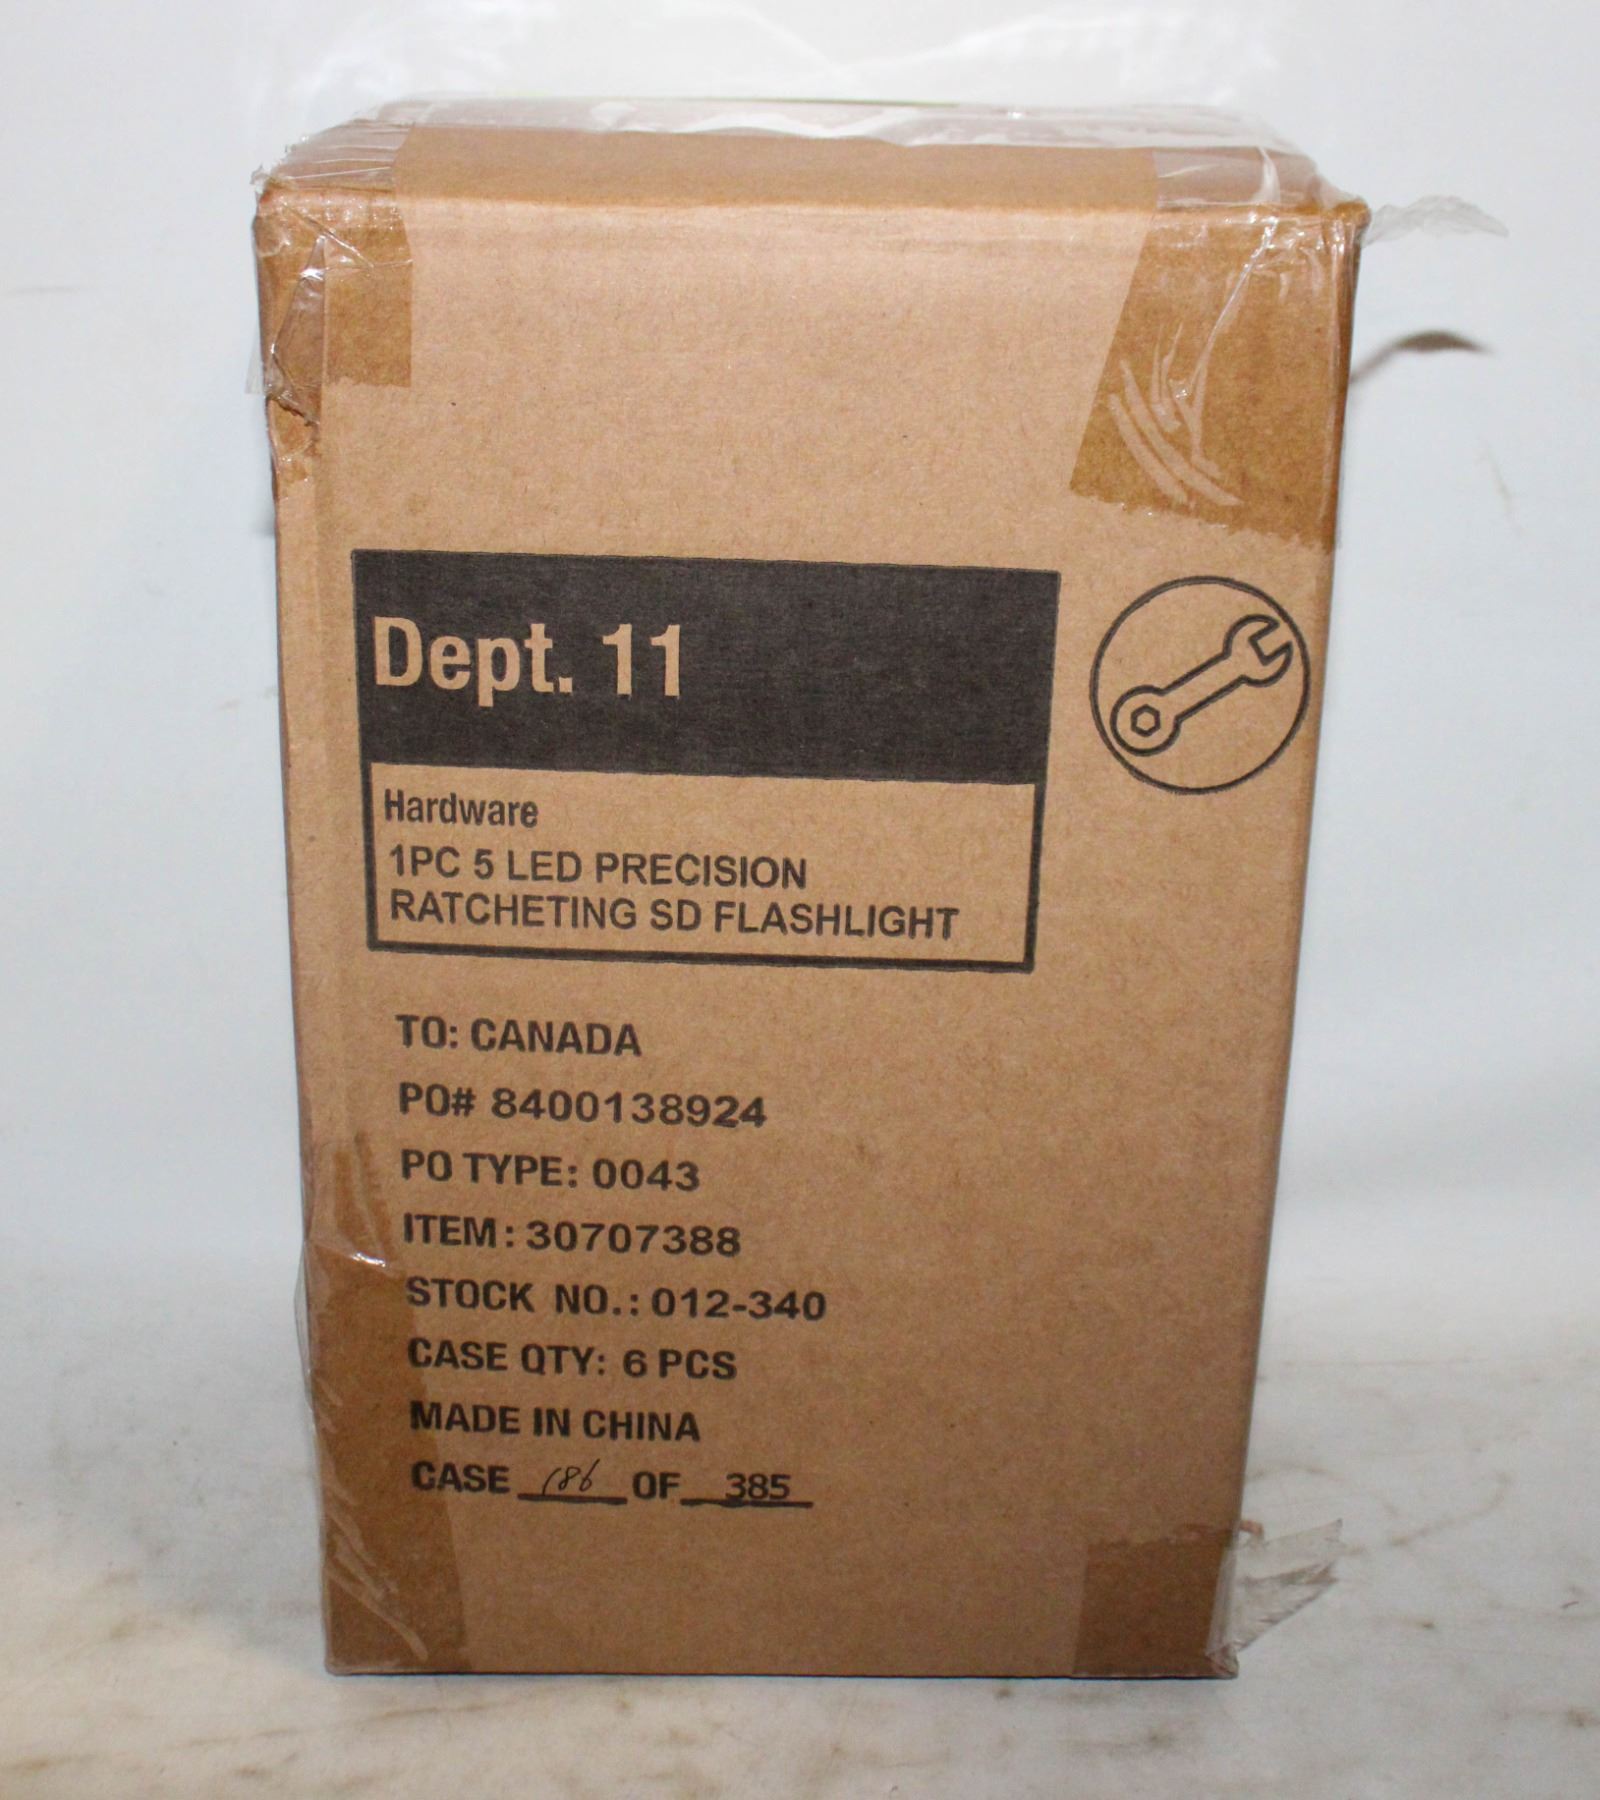 Dept. 11
Hardware
1PC 5 LED PRECISION
RATCHETING SD FLASHLIGHT
TO: CANADA
PO# 8400138924
PO TYPE: 0043
ITEM: 30707388
STOCK NO.: 012-340
CASE QTY: 6 PCS
MADE IN CHINA
CASE 186 OF 385